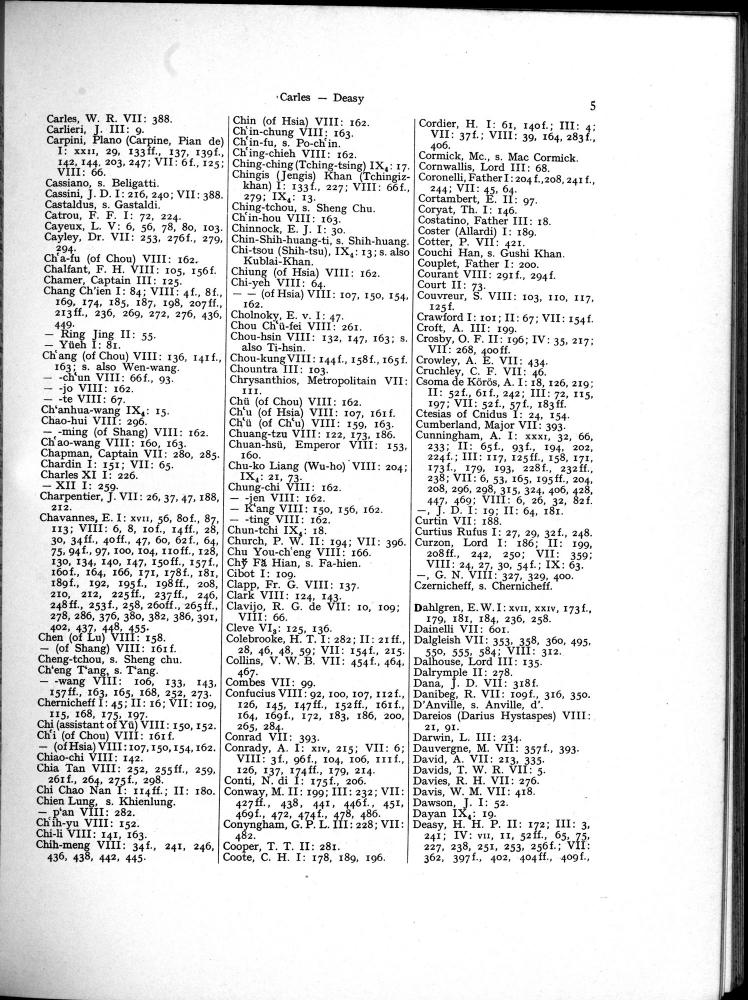 Carles — Deasy
5
Carles, W. R. VII: 388.
Carlieri, J. III: 9.
Carpini, Plano (Carpine, Pian de)
I: XXII, 29, 133ff., 137, 139f.,
142, 144, 203, 247; VII: 6f., 125;
VIII: 66.
Cassiano, s. Beligatti.
Cassini, J. D. I: 216, 240; VII: 388.
Castaldus, s. Gastaldi.
Catrou, F. F. I: 72, 224.
Cayeux, L. V: 6, 56, 78, 80, 103.
Cayley, Dr. VII: 253, 276f., 279,
294.
Ch'a-fu (of Chou) VIII: 162.
Chalfant, F. H. VIII: 105, 156f.
Chamer, Captain III: 125.
Chang Ch'ien I: 84; VIII: 4f., 8f.,
169, 174, 185, 187, 198, 207ff.,
213ff., 236, 269, 272, 276, 436,
449.
— Ring Jing II: 55.
— Yüeh I: 81.
Ch'ang (of Chou) VIII: 136, 141f.,
163; s. also Wen-wang.
— -ch'un VIII: 66f., 93.
— -jo VIII: 162.
— -te VIII: 67.
Ch'anhua-wang IX4: 15.
Chao-hui VIII: 296.
— -ming (of Shang) VIII: 162.
Ch'ao-wang VIII: 160, 163.
Chapman, Captain VII: 280, 285.
Chardin I: 151; VII: 65.
Charles XI I: 226.
— XII I: 259.
Charpentier, J. VII: 26, 37, 47, 188,
212.
Chavannes, E. I: XVII, 56, 80f., 87,
113; VIII: 6, 8, 10f., 14ff., 28,
30, 34ff., 40ff., 47, 60, 62f., 64,
75, 94f., 97, 100, 104, 110ff., 128,
130, 134, 140, 147, 150ff., 157f.,
160f., 164, 166, 171, 178f., 181,
189f., 192, 195f., 198ff., 208,
210, 212, 225ff., 237ff., 246,
248ff., 253f., 258, 260ff., 265ff.,
278, 286, 376, 380, 382, 386, 391,
402, 437, 448, 455.
Chen (of Lu) VIII: 158.
— (of Shang) VIII: 161f.
Cheng-tchou, s. Sheng chu.
Ch'eng T'ang, s. T'ang.
— -wang VIII: 106, 133, 143,
157ff., 163, 165, 168, 252, 273.
Chernicheff I: 45; II: 16; VII: 109,
115, 168, 175, 197.
Chi (assistant of Yü) VIII: 150, 152.
Ch'i (of Chou) VIII: 161f.
— (of Hsia) VIII: 107, 150, 154, 162.
Chiao-chi VIII: 142.
Chia Tan VIII: 252, 255ff., 259,
261f., 264, 275f., 298.
Chi Chao Nan I: 114ff.; II: 180.
Chien Lung, s. Khienlung.
— p'an VIII: 282.
Ch'ih-yu VIII: 152.
Chi-li VIII: 141, 163.
Chih-meng VIII: 34f., 241, 246,
436, 438, 442, 445.
Chin (of Hsia) VIII: 162.
Ch'in-chung VIII: 163.
Ch'in-fu, s. Po-ch'in.
Ch'ing-chieh VIII: 162.
Ching-ching (Tching-tsing) IX4: 17.
Chingis (Jengis) Khan (Tchingiz-
khan) I: 133f., 227; VIII: 66f.,
279; IX4: 13.
Ching-tchou, s. Sheng Chu.
Ch'in-hou VIII: 163.
Chinnock, E. J. I: 30.
Chin-Shih-huang-ti, s. Shih-huang.
Chi-tsou (Shih-tsu), IX4: 13; s. also
Kublai-Khan.
Chiung (of Hsia) VIII: 162.
Chi-yeh VIII: 64.
— — (of Hsia) VIII: 107, 150, 154,
162.
Cholnoky, E. v. I: 47.
Chou Ch'ü-fei VIII: 261.
Chou-hsin VIII: 132, 147, 163; s.
also Ti-hsin.
Chou-kung VIII: 144f., 158f., 165f.
Chountra III: 103.
Chrysanthios, Metropolitan VII:
111.
Chü (of Chou) VIII: 162.
Ch'u (of Hsia) VIII: 107, 161f.
Ch'ü (of Ch'u) VIII: 159, 163.
Chuang-tzu VIII: 122, 173, 186.
Chuan-hsü, Emperor VIII: 153,
160.
Chu-ko Liang (Wu-ho) VIII: 204;
IX4: 21, 73.
Chung-chi VIII: 162.
— -jen VIII: 162.
— K'ang VIII: 150, 156, 162.
— -ting VIII: 162.
Chun-tchi IX4: 18.
Church, P. W. II: 194; VII: 396.
Chu You-ch'eng VIII: 166.
Chy̆ Fă Hian, s. Fa-hien.
Cibot I: 109.
Clapp, Fr. G. VIII: 137.
Clark VIII: 124, 143.
Clavijo, R. G. de VII: 10, 109;
VIII: 66.
Cleve VI3: 125, 136.
Colebrooke, H. T. I: 282; II: 21ff.,
28, 46, 48, 59; VII: 154f., 215.
Collins, V. W. B. VII: 454f., 464,
467.
Combes VII: 99.
Confucius VIII: 92, 100, 107, 112f.,
126, 145, 147ff., 152ff., 161f.,
164, 169f., 172, 183, 186, 200,
265, 284.
Conrad VII: 393.
Conrady, A. I: XIV, 215; VII: 6;
VIII: 3f., 96f., 104, 106, 111f.,
126, 137, 174ff., 179, 214.
Conti, N. di I: 175f., 206.
Conway, M. II: 199; III: 232; VII:
427ff., 438, 441, 446f., 451,
469f., 472, 474f., 478, 486.
Conyngham, G. P. L. III: 228; VII:
482.
Cooper, T. T. II: 281.
Coote, C. H. I: 178, 189, 196.
Cordier, H. I: 61, 140f.; III: 4;
VII: 37f.; VIII: 39, 164, 283f.,
406.
Cormick, Mc., s. Mac Cormick.
Cornwallis, Lord III: 68.
Coronelli, Father I: 204f., 208, 241f.,
244; VII: 45, 64.
Cortambert, E. II: 97.
Coryat, Th. I: 146.
Costatino, Father III: 18.
Coster (Allardi) I: 189.
Cotter, P. VII: 421.
Couchi Han, s. Gushi Khan.
Couplet, Father I: 200.
Courant VIII: 291f., 294f.
Court II: 73.
Couvreur, S. VIII: 103, 110, 117,
125f.
Crawford I: 101; II: 67; VII: 154f.
Croft, A. III: 199.
Crosby, O. F. II: 196; IV: 35, 217;
VII: 268, 400ff.
Crowley, A. E. VII: 434.
Cruchley, C. F. VII: 46.
Csoma de Körös, A. I: 18, 126, 219;
II: 52f., 61f., 242; III: 72, 115,
197; VII: 52f., 57f., 183ff.
Ctesias of Cnidus I: 24, 154.
Cumberland, Major VII: 393.
Cunningham, A. I: XXXI, 32, 66,
233; II: 65f., 93f., 194, 202,
224f.; III: 117, 125ff., 158, 171,
173f., 179, 193, 228f., 232ff.,
238; VII: 6, 53, 165, 195ff., 204,
208, 296, 298, 315, 324, 406, 428,
447, 469; VIII: 6, 26, 32, 82f.
—, J. D. I: 19; II: 64, 181.
Curtin VII: 188.
Curtius Rufus I: 27, 29, 32f., 248.
Curzon, Lord I: 186; II: 199,
208ff., 242, 250; VII: 359;
VIII: 24, 27, 30, 54f.; IX: 63.
—, G. N. VIII: 327, 329, 400.
Czernicheff, s. Chernicheff.
Dahlgren, E. W. I: XVII, XXIV, 173f.,
179, 181, 184, 236, 258.
Dainelli VII: 601.
Dalgleish VII: 353, 358, 360, 495,
550, 555, 584; VIII: 312.
Dalhouse, Lord III: 135.
Dalrymple II: 278.
Dana, J. D. VII: 318f.
Danibeg, R. VII: 109f., 316, 350.
D'Anville, s. Anville, d'.
Dareios (Darius Hystaspes) VIII:
21, 91.
Darwin, L. III: 234.
Dauvergne, M. VII: 357f., 393.
David, A. VII: 213, 335.
Davids, T. W. R. VII: 5.
Davies, R. H. VII: 276.
Davis, W. M. VII: 418.
Dawson, J. I: 52.
Dayan IX4: 19.
Deasy, H. H. P. II: 172; III: 3,
241; IV: VII, 11, 52ff., 65, 75,
227, 238, 251, 253, 256f.; VII:
362, 397f., 402, 404ff., 409f.,